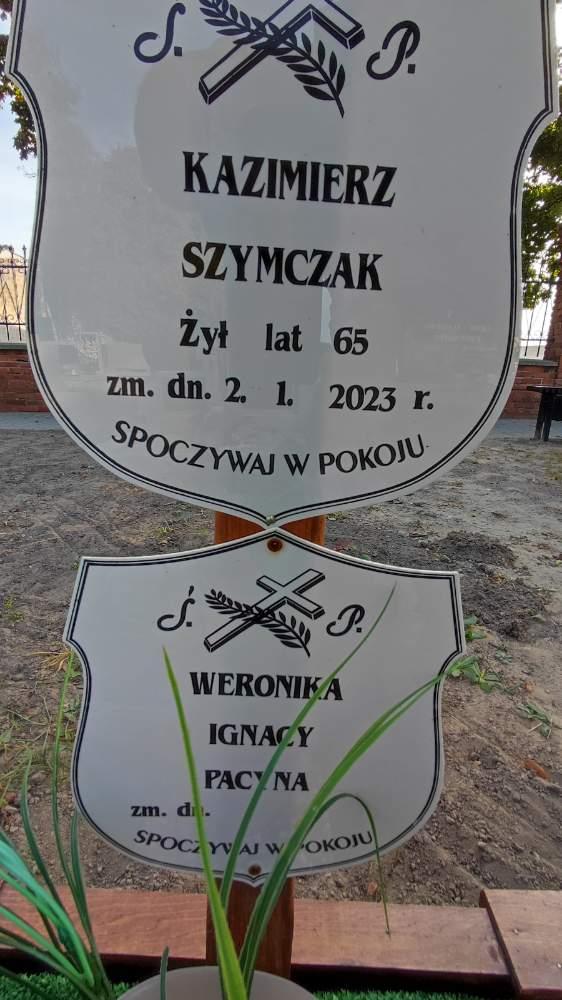 Ś. P.
KAZIMIERZ
SZYMCZAK
Żył lat 65
zm. dn. 2. 1. 2023 r.
SPOCZYWAJ W POKOJU.
Ś. P.
WERONIKA
IGNACY
PACYNA
zm. dn.
SPOCZYWAJ W POKOJU